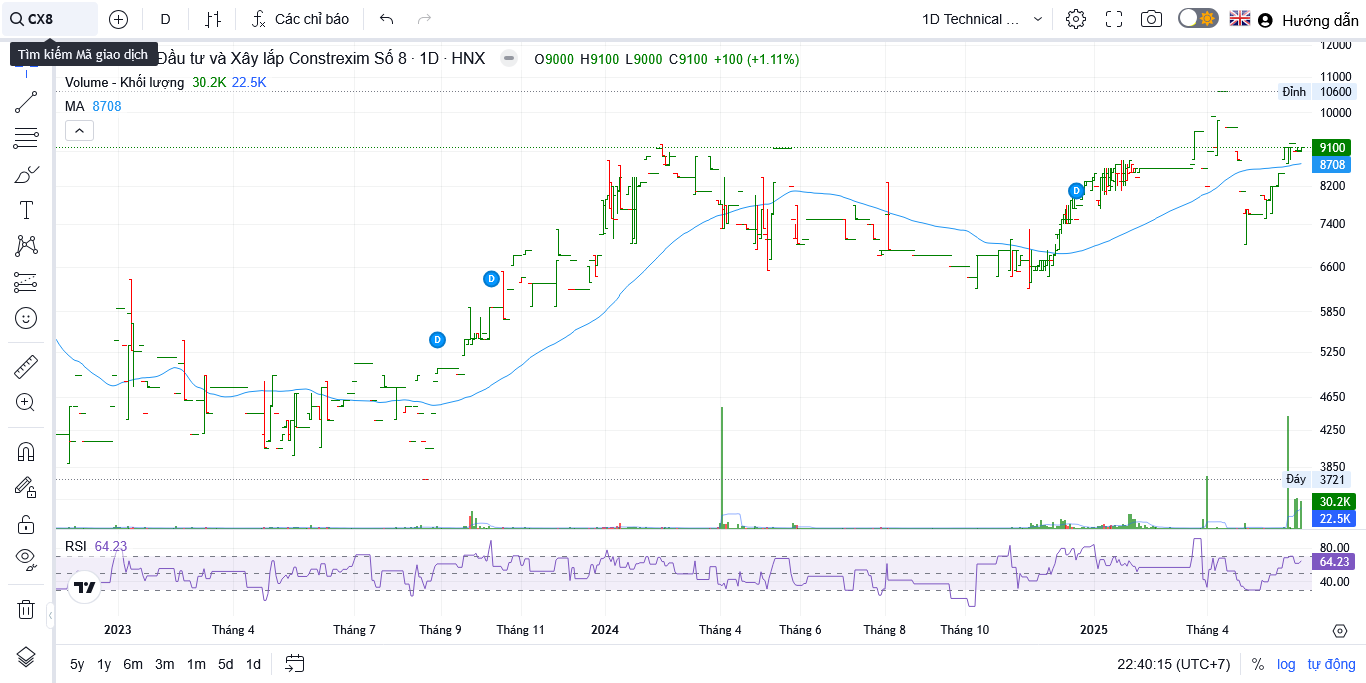 CX8
D
Các chỉ báo
1D Technical ...
Hướng dẫn
Tìm kiếm Mã giao dịch
Đầu tư và Xây lắp Constrexim Số 8 · 1D · HNX
O9000 H9100 L9000 C9100 +100 (+1.11%)
Volume - Khối lượng 30.2K 22.5K
MA 8708
12000
11000
Đỉnh 10600
10000
9100
8708
8200
7400
6600
5850
5250
4650
4250
3850
Đáy 3721
30.2K
22.5K
D
D
D
RSI 64.23
80.00
64.23
40.00
2023
Tháng 4
Tháng 7
Tháng 9
Tháng 11
2024
Tháng 4
Tháng 6
Tháng 8
Tháng 10
2025
Tháng 4
5y 1y 6m 3m 1m 5d 1d
22:40:15 (UTC+7)
% log tự động